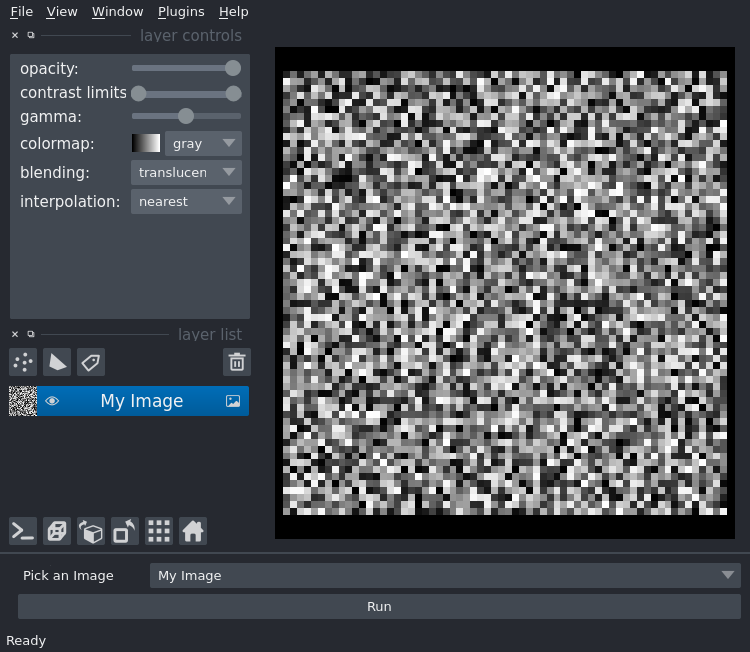 File View Window Plugins Help
layer controls
opacity:
contrast limits
gamma:
colormap: gray
blending: translucen
interpolation: nearest
layer list
My Image
Pick an Image My Image
Run
Ready